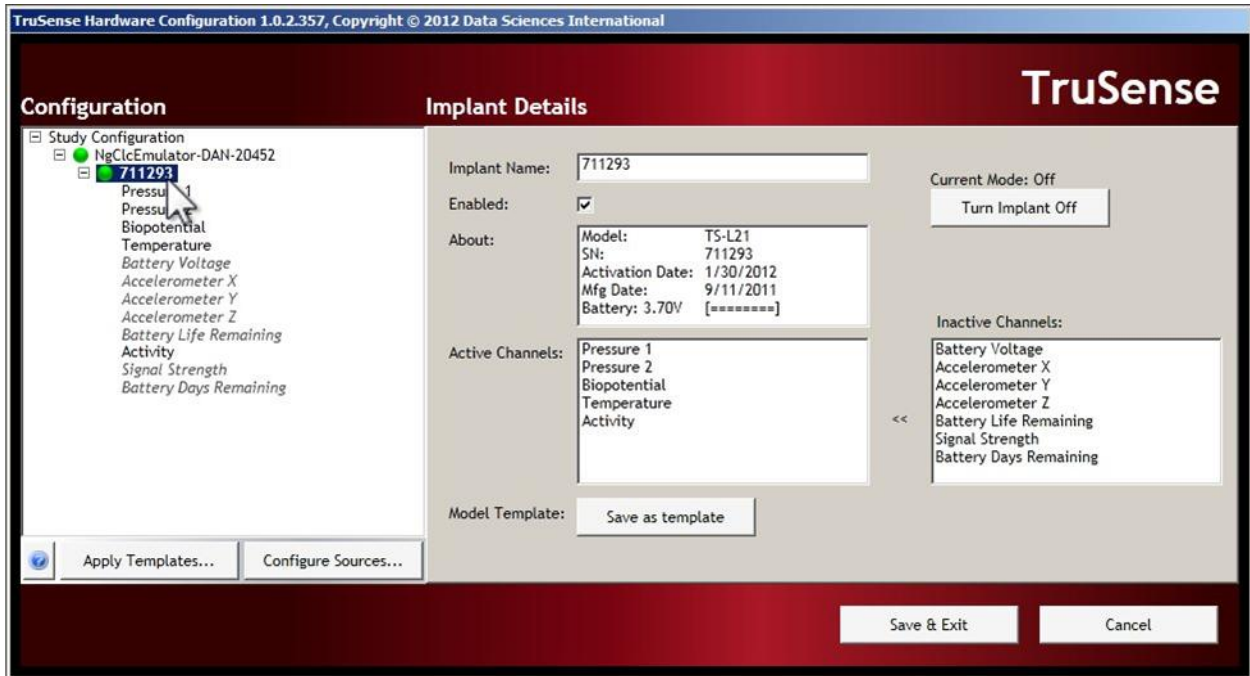 TruSense Hardware Configuration 1.0.2.357, Copyright © 2012 Data Sciences International
TruSense
Configuration
Study Configuration
NgClcEmulator-DAN-20452
711293
Pressu 1
Pressu
Biopotential
Temperature
Battery Voltage
Accelerometer X
Accelerometer Y
Accelerometer Z
Battery Life Remaining
Activity
Signal Strength
Battery Days Remaining
Apply Templates...
Configure Sources...
Implant Details
Implant Name: 711293
Enabled:
About:
Model: TS-L21
SN: 711293
Activation Date: 1/30/2012
Mfg Date: 9/11/2011
Battery: 3.70V [========]
Current Mode: Off
Turn Implant Off
Active Channels:
Pressure 1
Pressure 2
Biopotential
Temperature
Activity
<<
Inactive Channels:
Battery Voltage
Accelerometer X
Accelerometer Y
Accelerometer Z
Battery Life Remaining
Signal Strength
Battery Days Remaining
Model Template:
Save as template
Save & Exit
Cancel